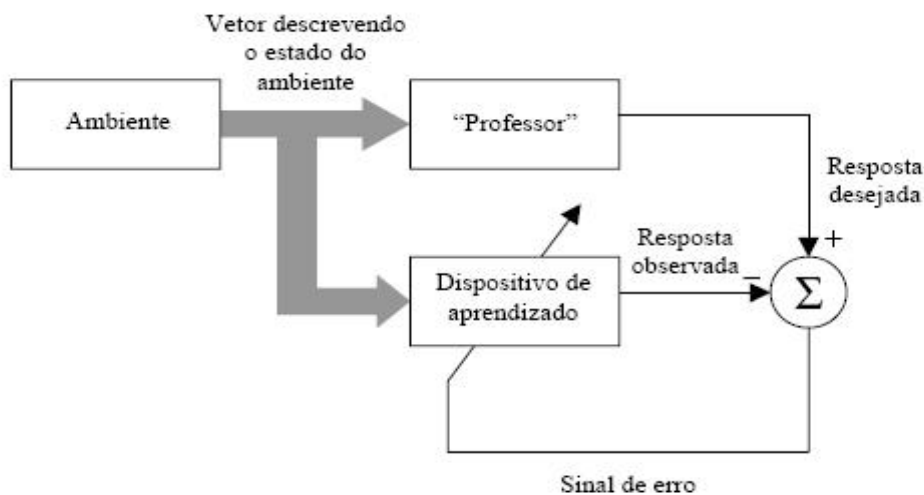 Vetor descrevendo
o estado do
ambiente
Ambiente
“Professor”
Resposta
desejada
+
Resposta
observada
–
Dispositivo de
aprendizado
Σ
Sinal de erro